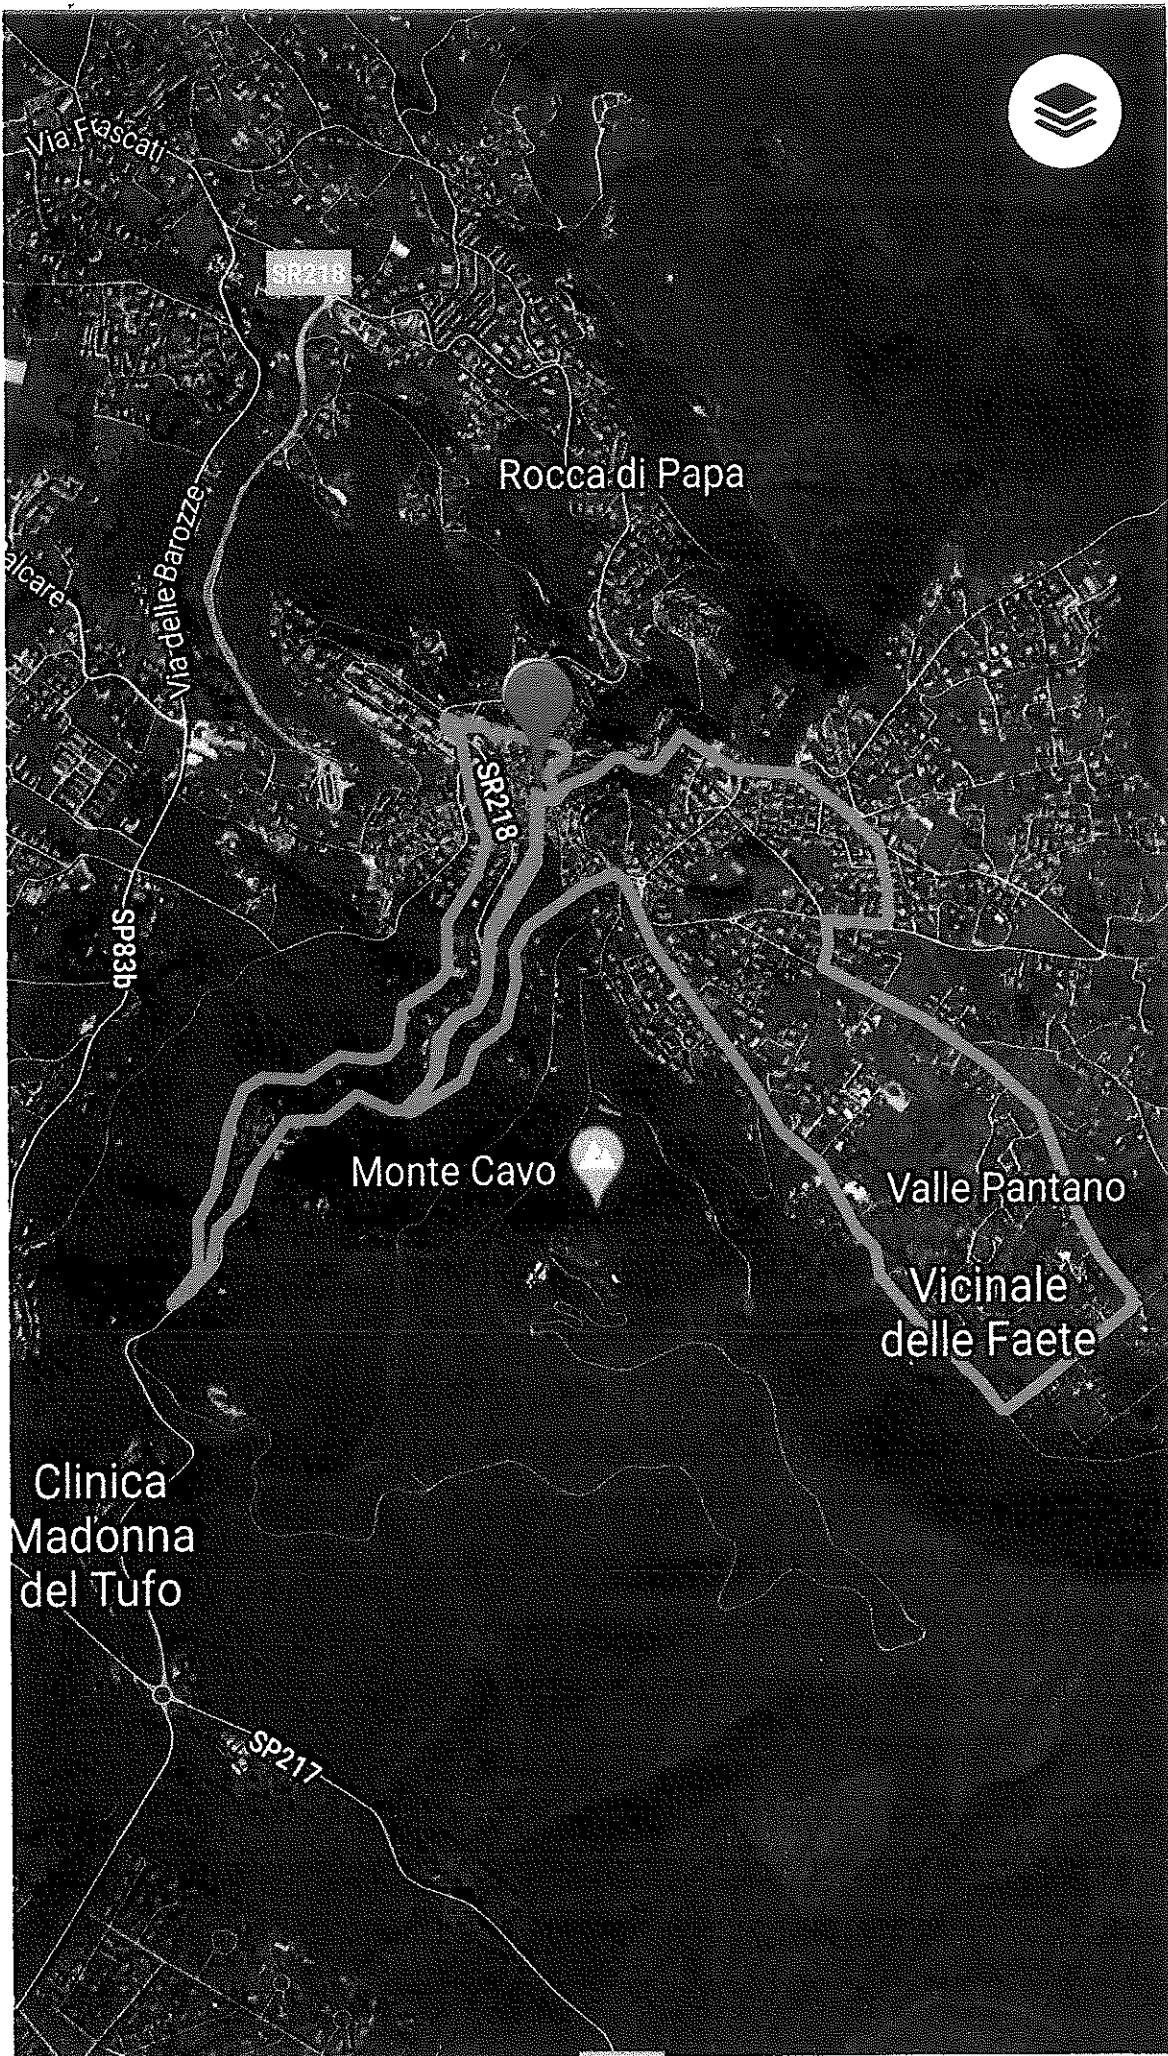 Via Frascati
SR218
Rocca di Papa
Via delle Barozze
alcare
SR218
SP83b
Monte Cavo
Valle Pantano
Vicinale
delle Faete
Clinica
Madonna
del Tufo
SP217